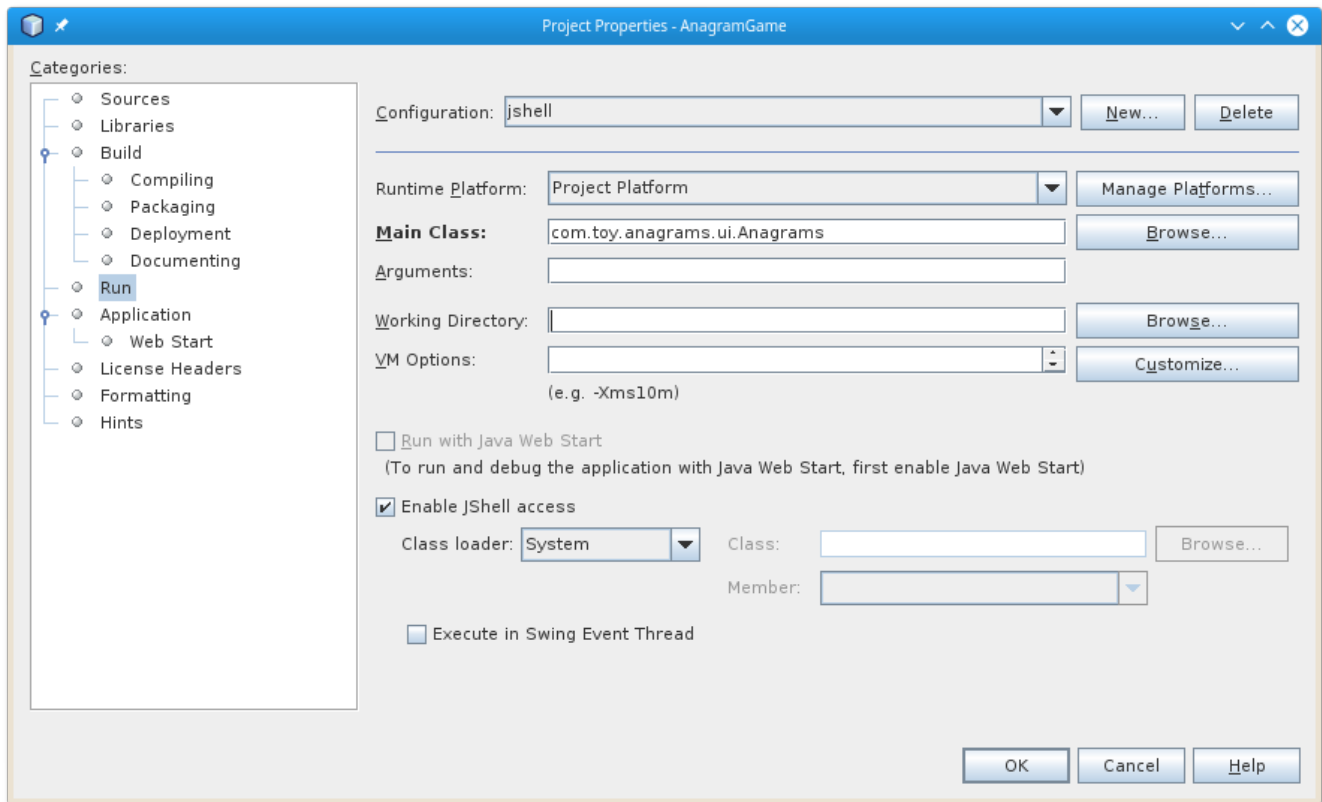 Project Properties - AnagramGame
Categories:
Sources
Libraries
Build
Compiling
Packaging
Deployment
Documenting
Run
Application
Web Start
License Headers
Formatting
Hints
Configuration: jshell New... Delete
Runtime Platform: Project Platform Manage Platforms...
Main Class: com.toy.anagrams.ui.Anagrams Browse...
Arguments:
Working Directory: Browse...
VM Options: Customize...
(e.g. -Xms10m)
Run with Java Web Start
(To run and debug the application with Java Web Start, first enable Java Web Start)
Enable JShell access
Class loader: System Class: Browse...
Member:
Execute in Swing Event Thread
OK Cancel Help